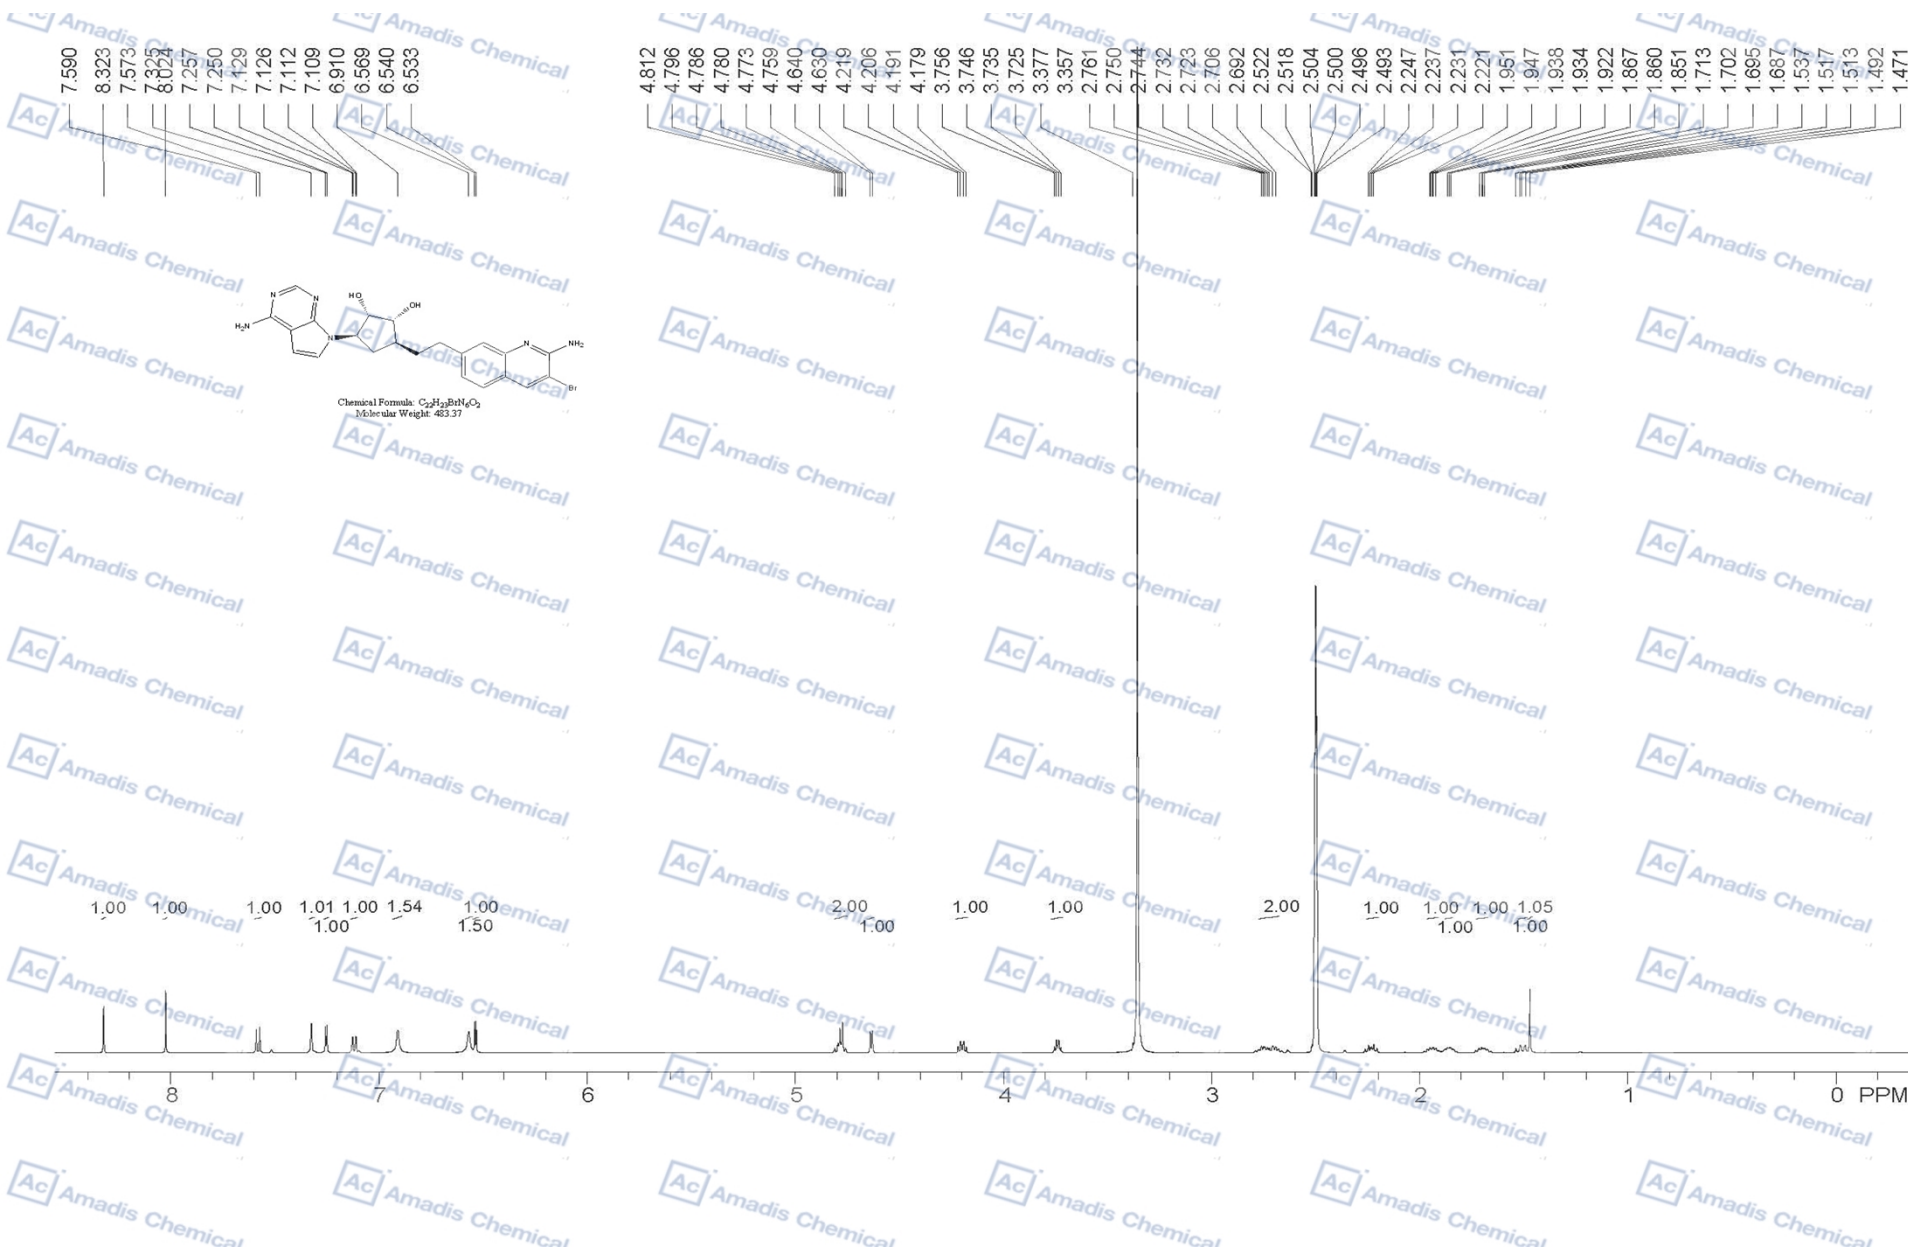 7.590 8.323 7.573 7.325 8.024 7.257 7.250 7.129 7.126 7.112 7.109 6.910 6.569 6.540 6.533 4.812 4.796 4.786 4.780 4.773 4.759 4.640 4.630 4.219 4.206 4.191 4.179 3.756 3.746 3.735 3.725 3.377 3.357 2.761 2.750 2.744 2.732 2.723 2.706 2.692 2.522 2.518 2.504 2.500 2.496 2.493 2.247 2.237 2.231 2.221 1.951 1.947 1.938 1.934 1.922 1.867 1.860 1.851 1.713 1.702 1.695 1.687 1.537 1.517 1.513 1.492 1.471
N N HO OH
H₂N N N NH₂
Br
Chemical Formula: C₂₂H₂₃BrN₆O₂
Molecular Weight: 483.37
1.00 1.00 1.00 1.01 1.00 1.54 1.00 2.00 1.00 1.00 2.00 1.00 1.00 1.00 1.05
1.00 1.50 1.00 1.00 1.00
8 7 6 5 4 3 2 1 0 PPM
Ac Amadis Chemical